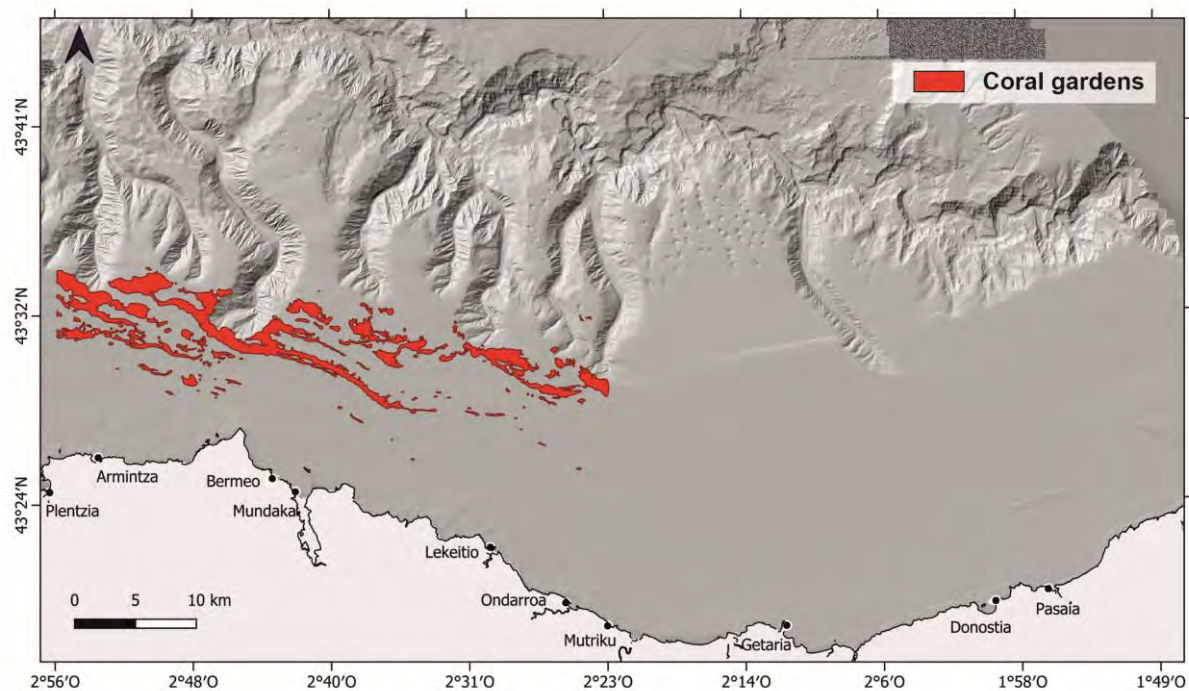 Coral gardens
43°41'N
43°32'N
43°24'N
Armintza
Plentzia
Bermeo
Mundaka
Lekeitio
Ondarroa
Mutriku
Getaria
Donostia
Pasaia
0 5 10 km
2°56'O 2°48'O 2°40'O 2°31'O 2°23'O 2°14'O 2°6'O 1°58'O 1°49'O